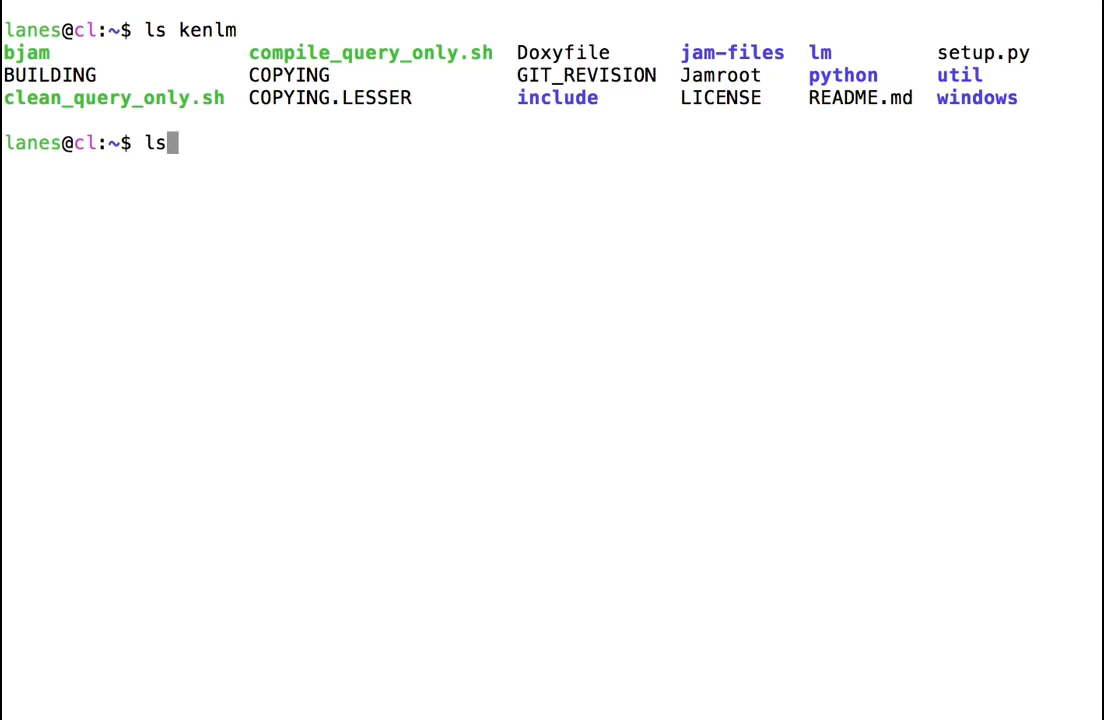 lanes@cl:~$ ls kenlm
bjam compile_query_only.sh Doxyfile jam-files lm setup.py
BUILDING COPYING GIT_REVISION Jamroot python util
clean_query_only.sh COPYING.LESSER include LICENSE README.md windows
lanes@cl:~$ ls